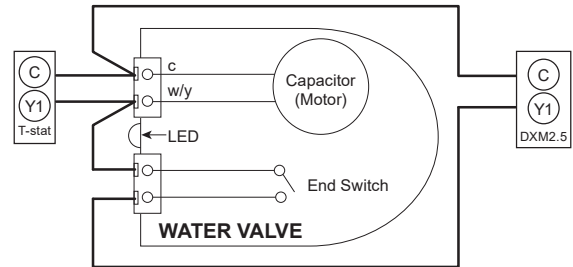 C
Y1
T-stat
c
w/y
LED
Capacitor
(Motor)
End Switch
WATER VALVE
C
Y1
DXM2.5